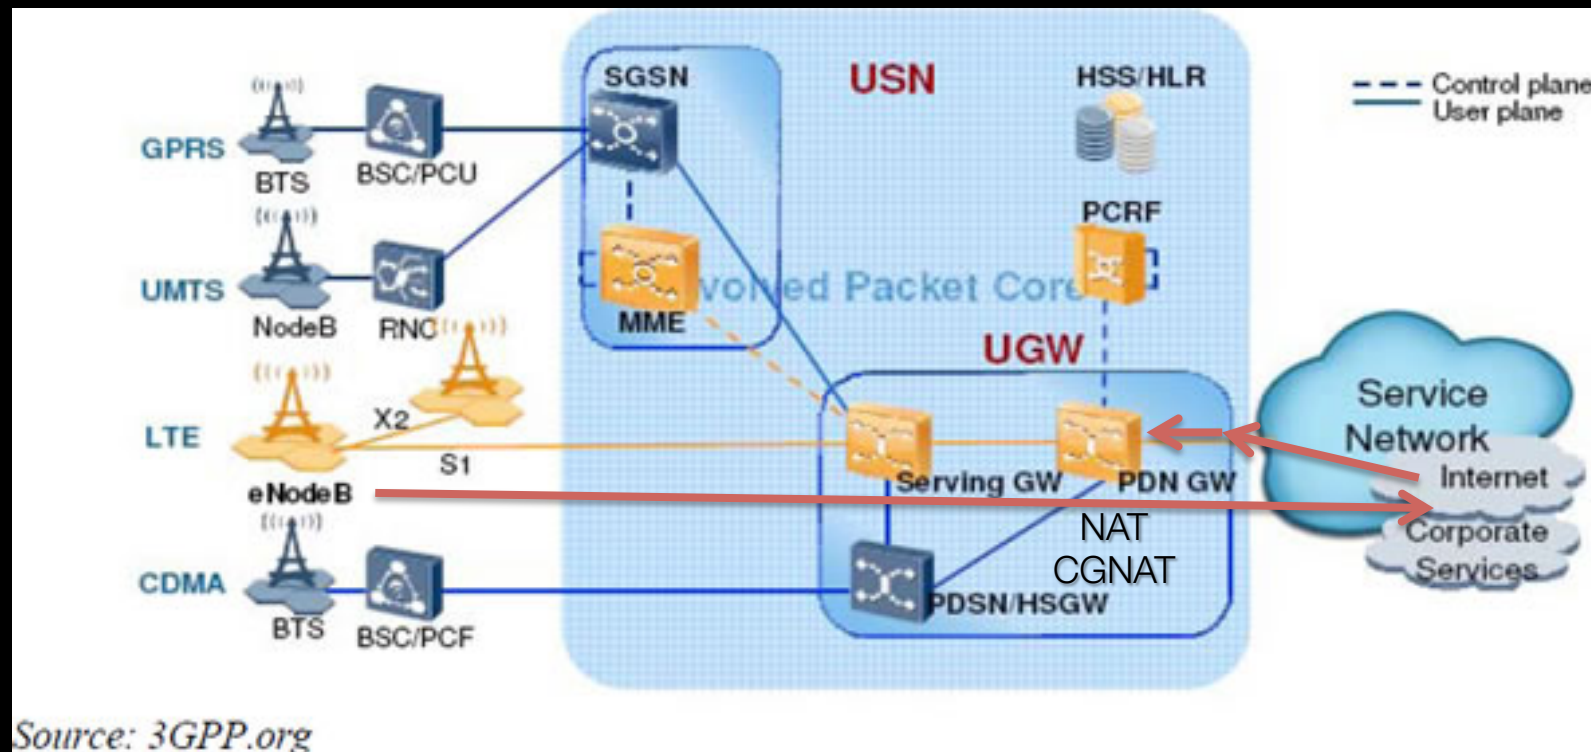 SGSN
USN
HSS/HLR
Control plane
User plane
GPRS
BTS
BSC/PCU
PCRF
UMTS
NodeB
RNC
MME
volved Packet Core
UGW
Service
Network
LTE
X2
S1
eNodeB
Serving GW
PDN GW
Internet
NAT
CGNAT
Corporate
Services
CDMA
BTS
BSC/PCF
PDSN/HSGW
Source: 3GPP.org